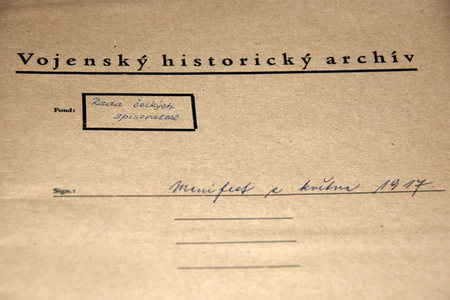 Vojenský historický archív
Fond:
Rada českých
spisovatelů
Sign.:
Manifest z května 1917